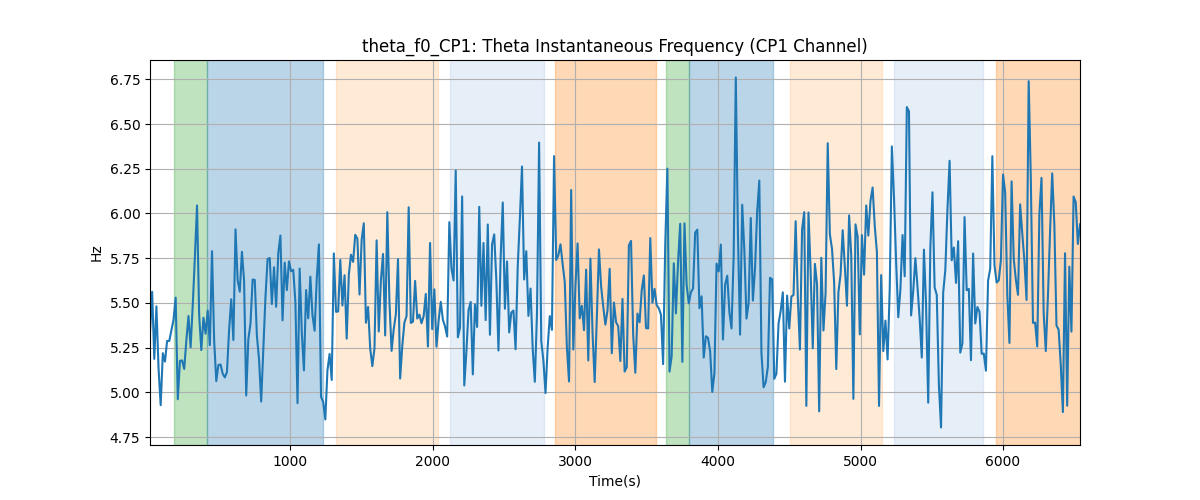 theta_f0_CP1: Theta Instantaneous Frequency (CP1 Channel)
6.75
6.50
6.25
6.00
5.75
5.50
5.25
5.00
4.75
Hz
1000 2000 3000 4000 5000 6000
Time(s)